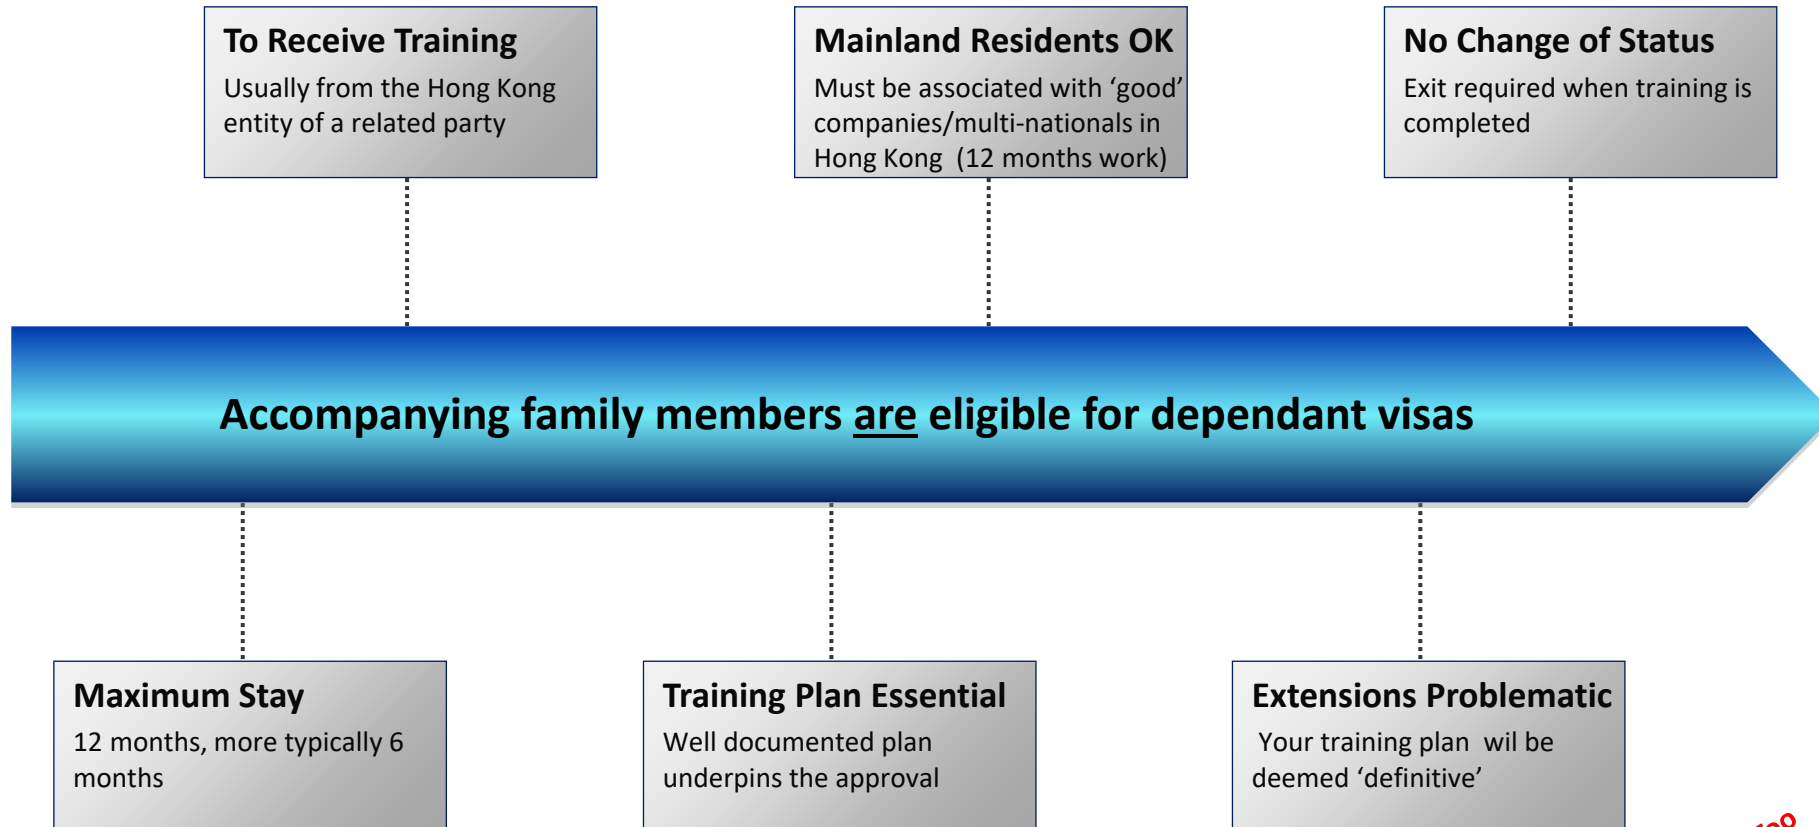 To Receive Training
Usually from the Hong Kong
entity of a related party
Mainland Residents OK
Must be associated with ‘good’
companies/multi-nationals in
Hong Kong (12 months work)
No Change of Status
Exit required when training is
completed
Accompanying family members are eligible for dependant visas
Maximum Stay
12 months, more typically 6
months
Training Plan Essential
Well documented plan
underpins the approval
Extensions Problematic
Your training plan wil be
deemed ‘definitive’